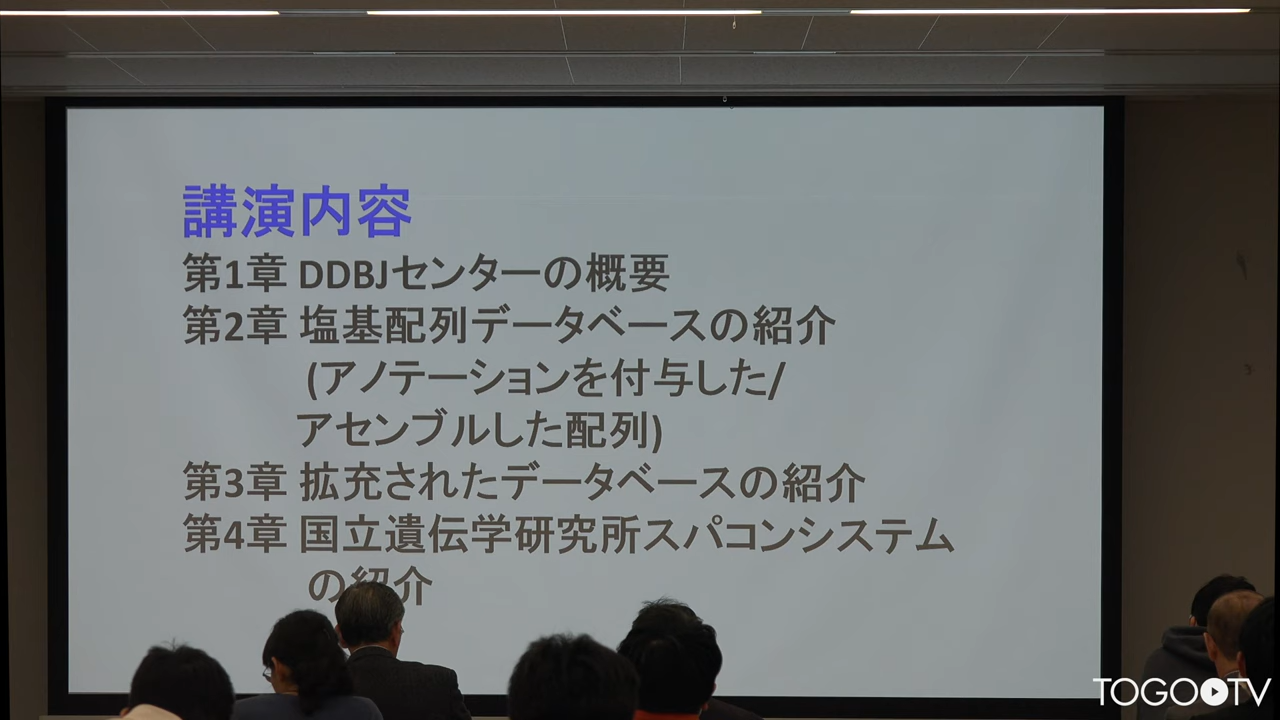 講演内容
第1章 DDBJセンターの概要
第2章 塩基配列データベースの紹介
(アノテーションを付与した/
アセンブルした配列)
第3章 拡充されたデータベースの紹介
第4章 国立遺伝学研究所スパコンシステム
の紹介
TOGOTV